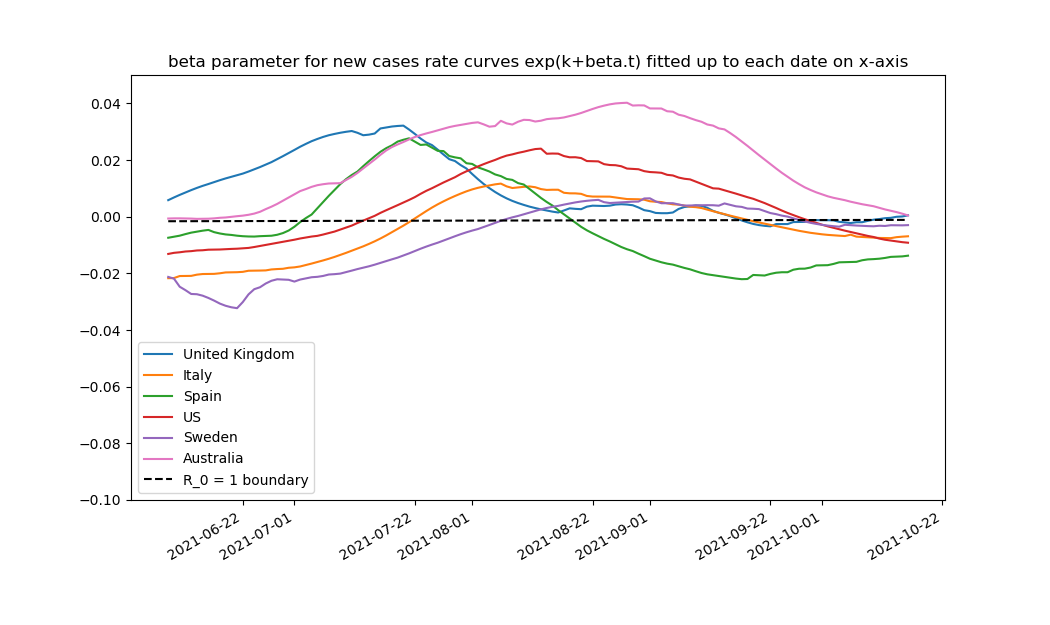 beta parameter for new cases rate curves exp(k+beta.t) fitted up to each date on x-axis
0.04
0.02
0.00
−0.02
−0.04
−0.06
−0.08
−0.10
United Kingdom
Italy
Spain
US
Sweden
Australia
R_0 = 1 boundary
2021-06-22
2021-07-01
2021-07-22
2021-08-01
2021-08-22
2021-09-01
2021-09-22
2021-10-01
2021-10-22